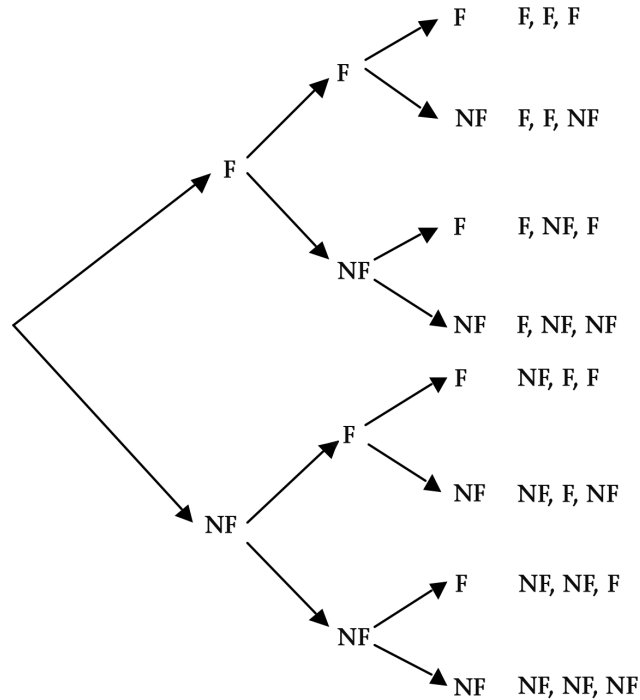 F F, F, F
F
NF F, F, NF
F
F F, NF, F
NF
NF F, NF, NF
F NF, F, F
F
NF NF, F, NF
NF
F NF, NF, F
NF
NF NF, NF, NF